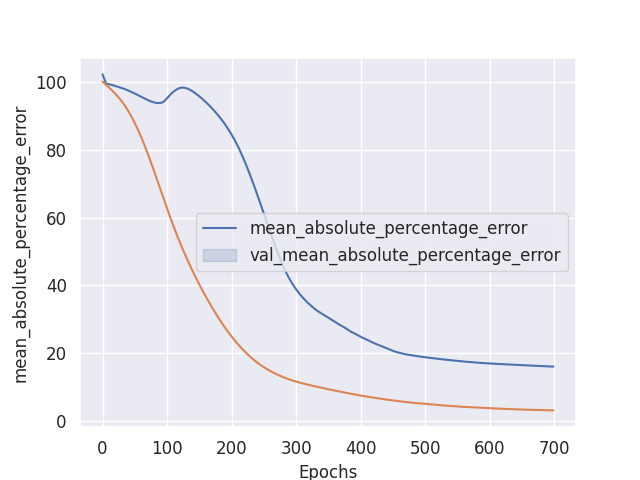 mean_absolute_percentage_error
100
80
60
40
20
0
mean_absolute_percentage_error
val_mean_absolute_percentage_error
0 100 200 300 400 500 600 700
Epochs